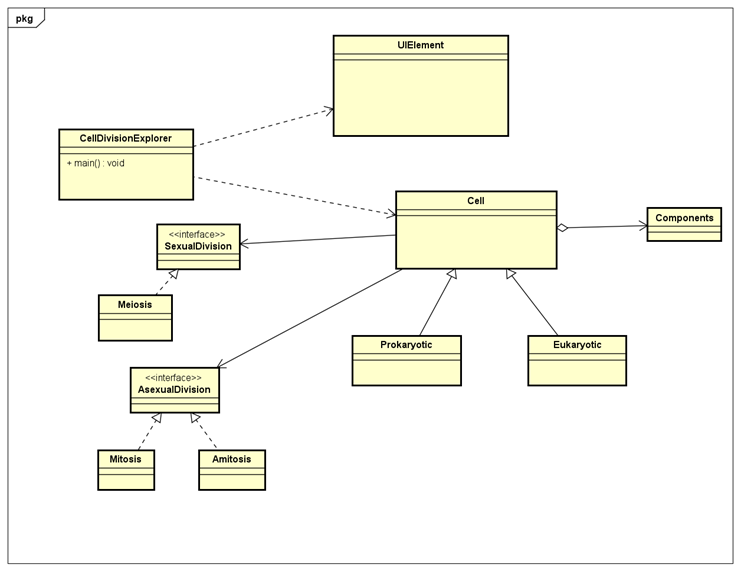 pkg
UIElement
CellDivisionExplorer
+ main() : void
Cell
Components
<<interface>>
SexualDivision
Meiosis
Prokaryotic
Eukaryotic
<<interface>>
AsexualDivision
Mitosis
Amitosis